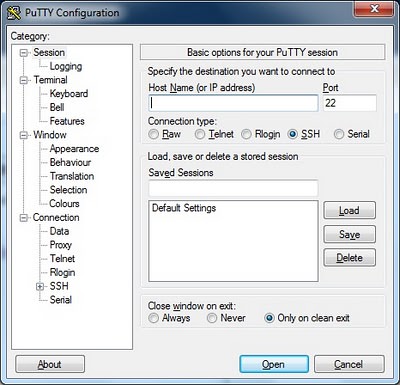 PuTTY Configuration
Category:
Session
Logging
Terminal
Keyboard
Bell
Features
Window
Appearance
Behaviour
Translation
Selection
Colours
Connection
Data
Proxy
Telnet
Rlogin
SSH
Serial
Basic options for your PuTTY session
Specify the destination you want to connect to
Host Name (or IP address) Port
22
Connection type:
Raw Telnet Rlogin SSH Serial
Load, save or delete a stored session
Saved Sessions
Default Settings
Load
Save
Delete
Close window on exit:
Always Never Only on clean exit
About Open Cancel